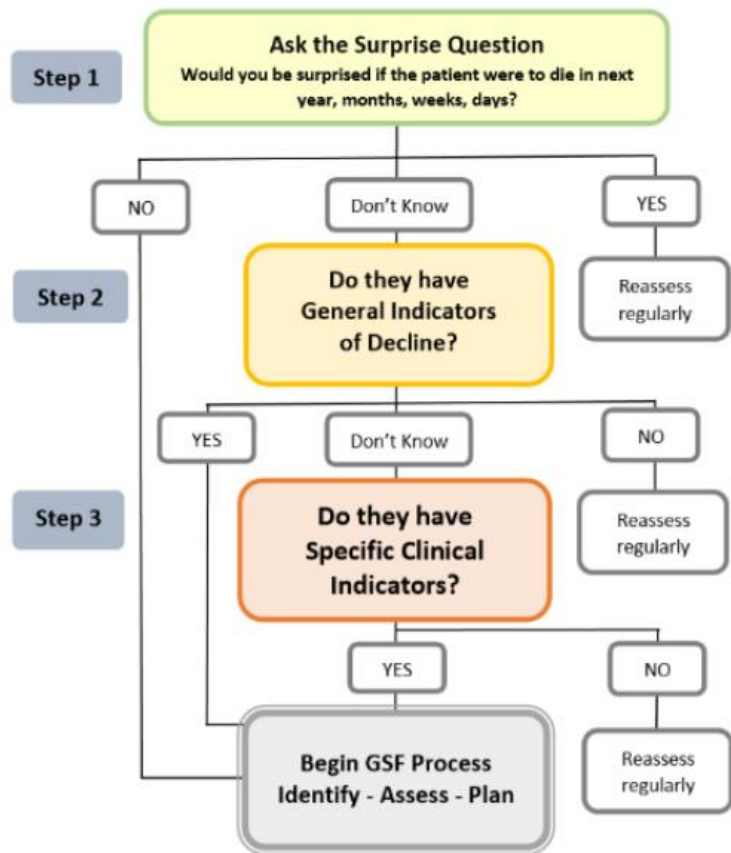 Step 1
Ask the Surprise Question
Would you be surprised if the patient were to die in next
year, months, weeks, days?
NO
Don't Know
YES
Step 2
Do they have
General Indicators
of Decline?
Reassess
regularly
YES
Don't Know
NO
Step 3
Do they have
Specific Clinical
Indicators?
Reassess
regularly
YES
NO
Begin GSF Process
Identify - Assess - Plan
Reassess
regularly